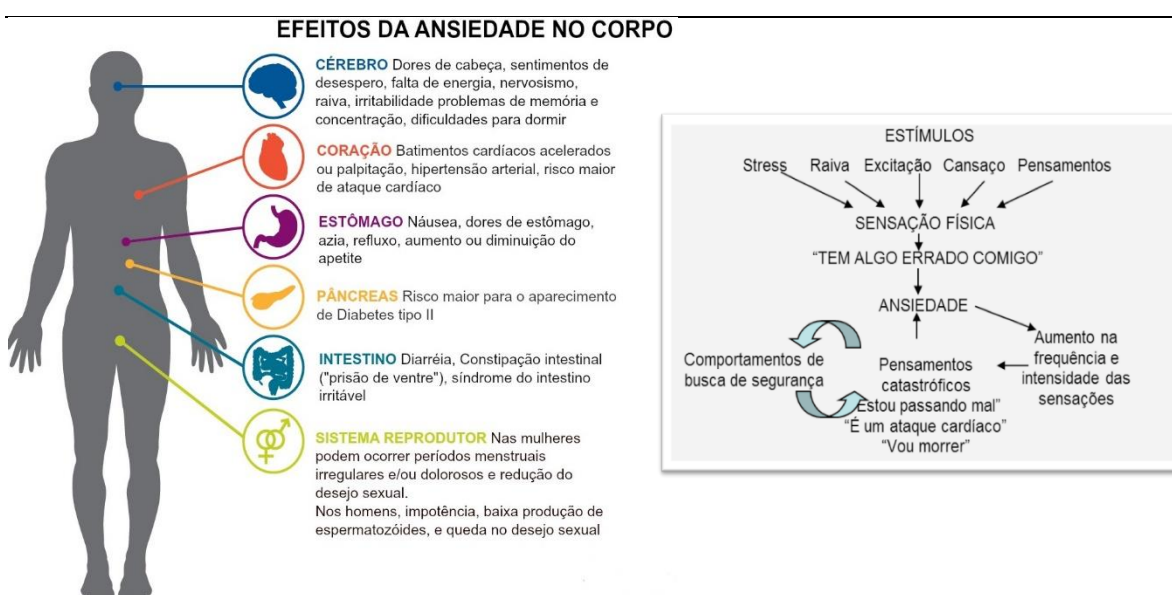 EFEITOS DA ANSIEDADE NO CORPO
CÉREBRO Dores de cabeça, sentimentos de
desespero, falta de energia, nervosismo,
raiva, irritabilidade problemas de memória e
concentração, dificuldades para dormir
CORAÇÃO Batimentos cardíacos acelerados
ou palpitação, hipertensão arterial, risco maior
de ataque cardíaco
ESTÔMAGO Náusea, dores de estômago,
azia, refluxo, aumento ou diminuição do
apetite
PÂNCREAS Risco maior para o aparecimento
de Diabetes tipo II
INTESTINO Diarréia, Constipação intestinal
("prisão de ventre"), síndrome do intestino
irritável
SISTEMA REPRODUTOR Nas mulheres
podem ocorrer períodos menstruais
irregulares e/ou dolorosos e redução do
desejo sexual.
Nos homens, impotência, baixa produção de
espermatozóides, e queda no desejo sexual
ESTÍMULOS
Stress Raiva Excitação Cansaço Pensamentos
SENSAÇÃO FÍSICA
“TEM ALGO ERRADO COMIGO”
ANSIEDADE
Aumento na
frequência e
intensidade das
sensações
Comportamentos de
busca de segurança
Pensamentos
catastróficos
Estou passando mal”
“É um ataque cardíaco”
“Vou morrer”